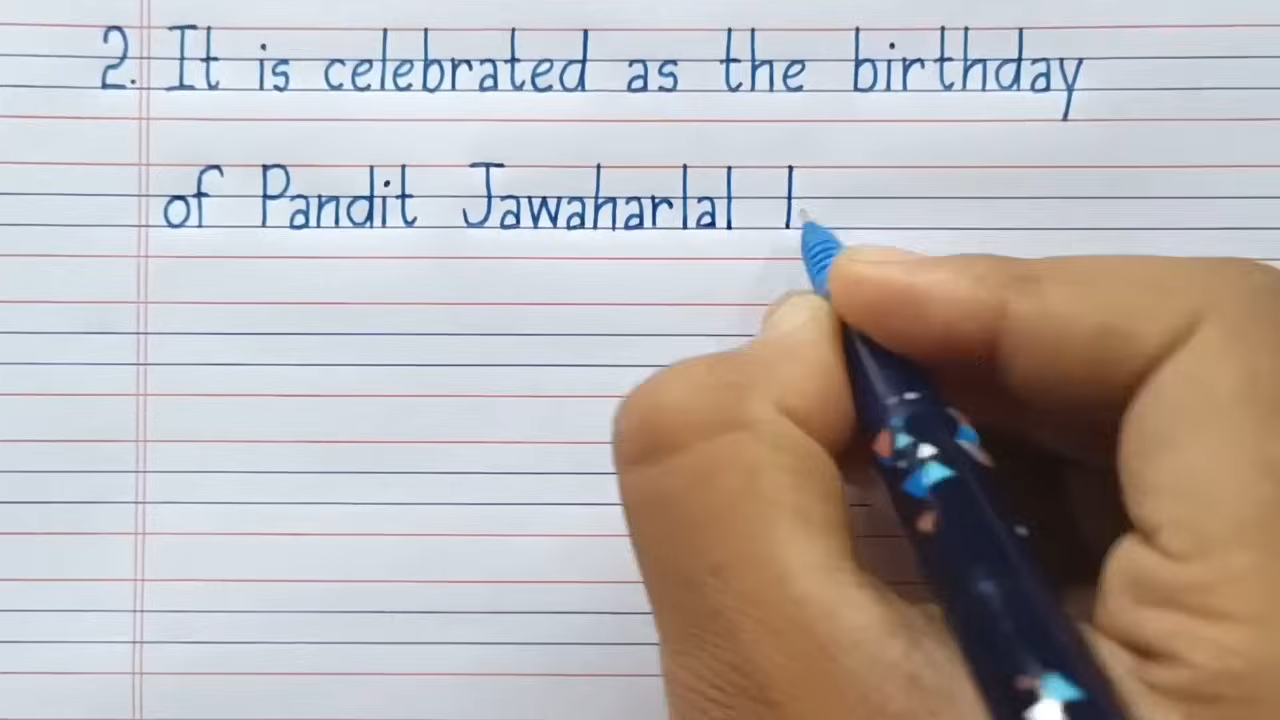 2. It is celebrated as the birthday
of Pandit Jawaharlal